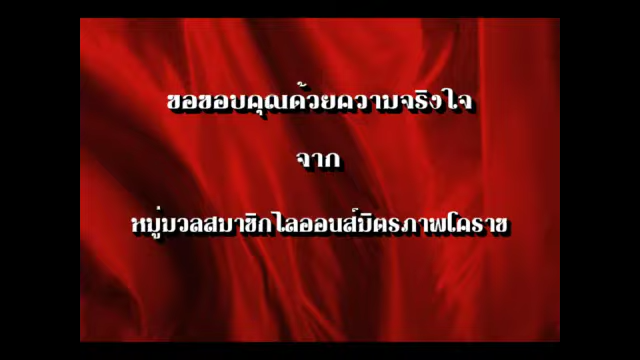 ขอขอบคุณด้วยความจริงใจ
จาก
หมู่มวลสมาชิกไลออนส์มิตรภาพโคราช